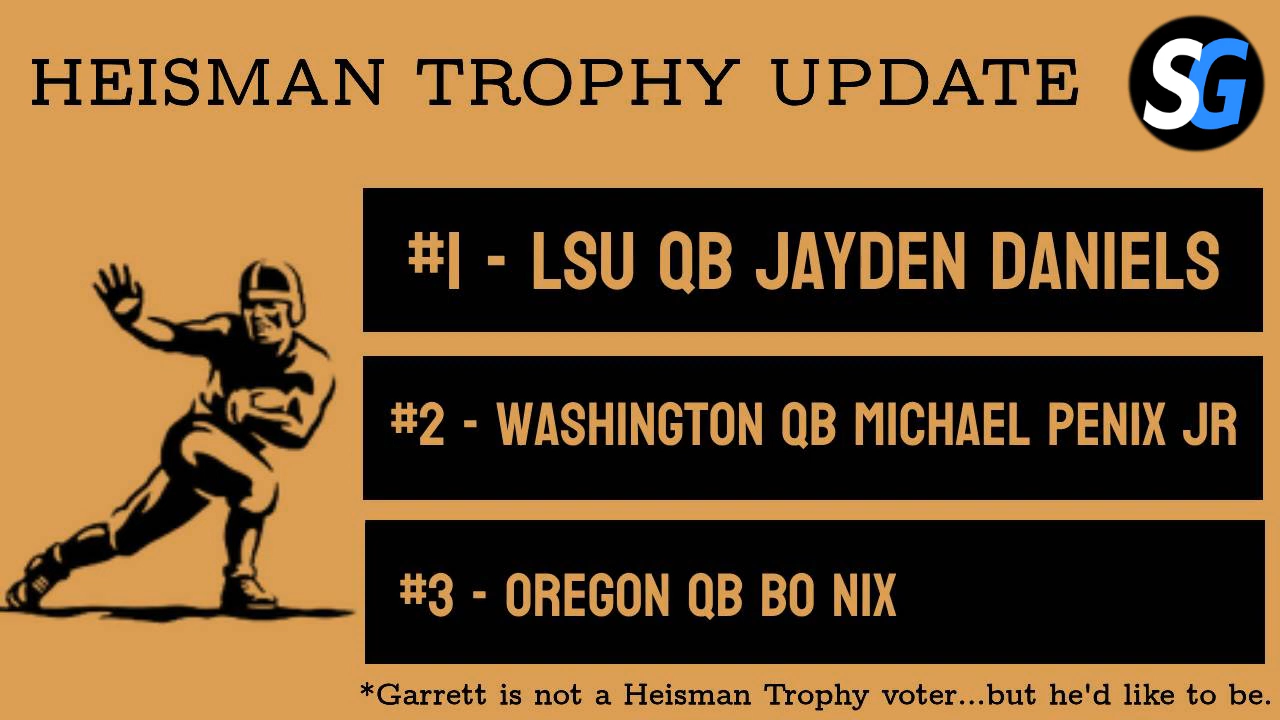 HEISMAN TROPHY UPDATE
SG
#1 - LSU QB JAYDEN DANIELS
#2 - WASHINGTON QB MICHAEL PENIX JR
#3 - OREGON QB BO NIX
*Garrett is not a Heisman Trophy voter...but he'd like to be.